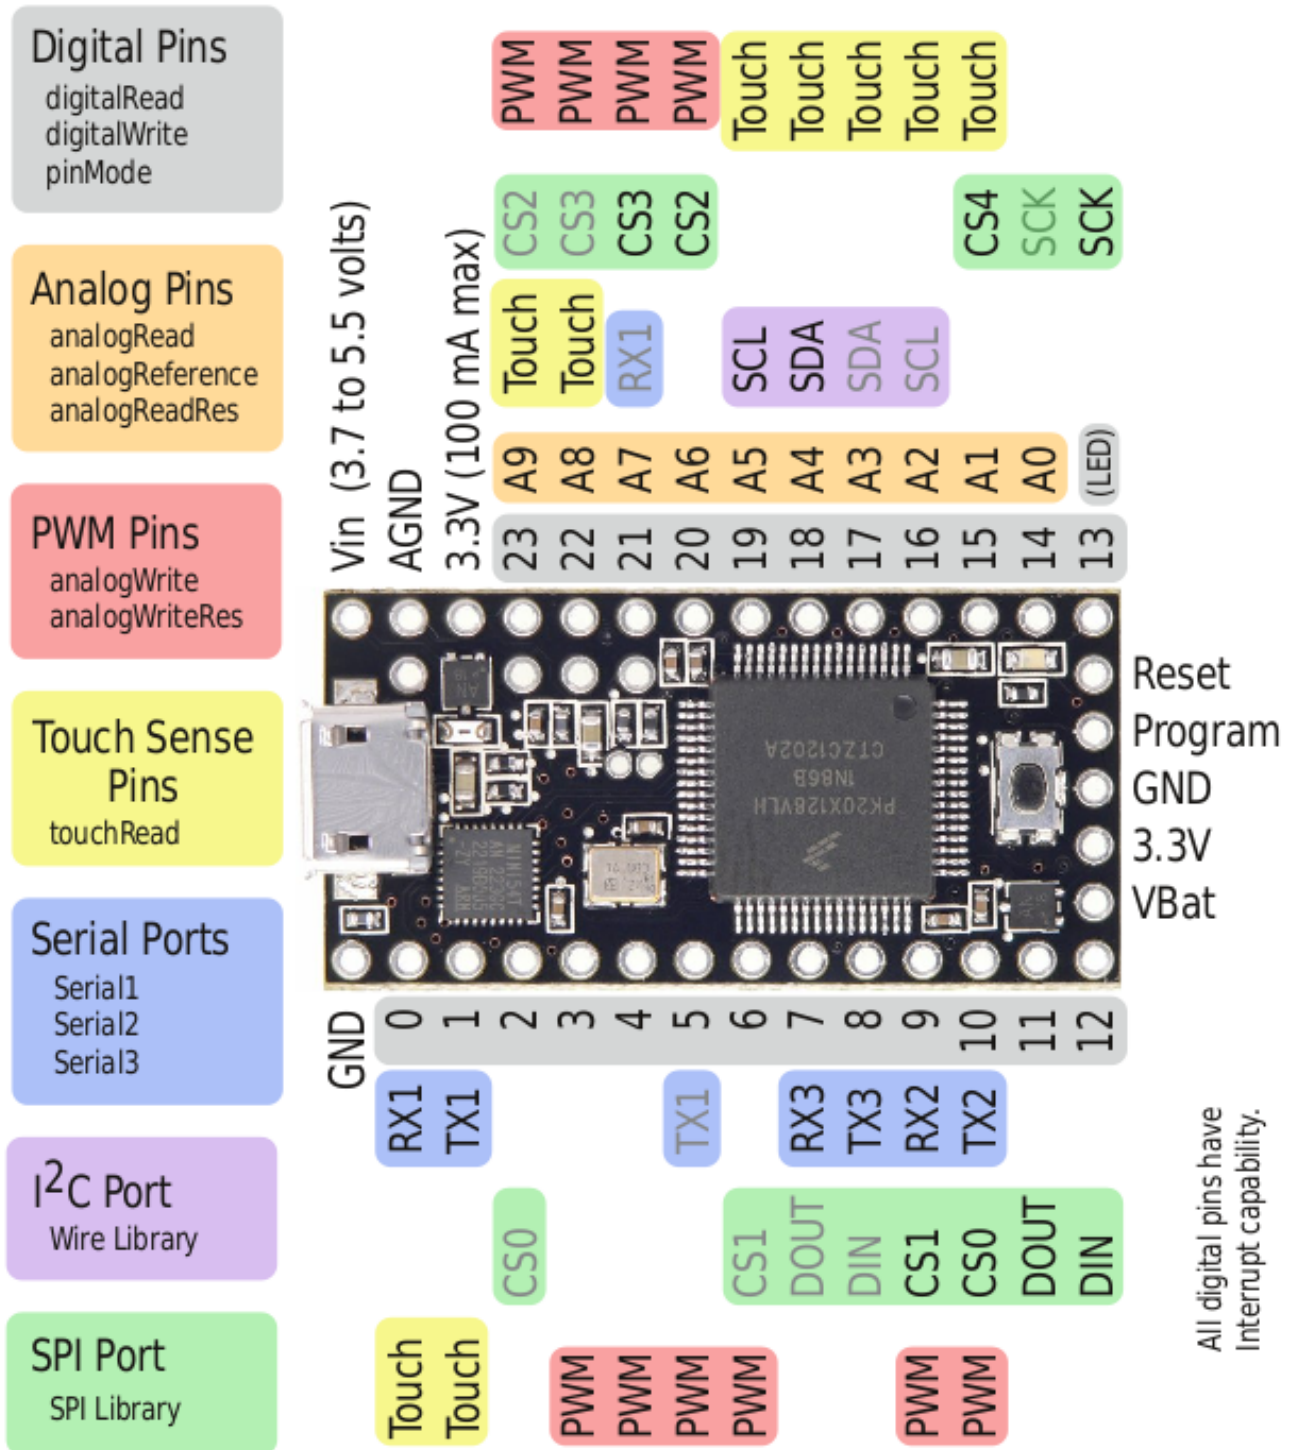 Digital Pins
digitalRead
digitalWrite
pinMode
Analog Pins
analogRead
analogReference
analogReadRes
PWM Pins
analogWrite
analogWriteRes
Touch Sense
Pins
touchRead
Serial Ports
Serial1
Serial2
Serial3
I²C Port
Wire Library
SPI Port
SPI Library
PWM PWM PWM PWM Touch Touch Touch Touch Touch
CS2 CS3 CS3 CS2 CS4 SCK SCK
Touch Touch RX1 SCL SDA SDA SCL
A9 A8 A7 A6 A5 A4 A3 A2 A1 A0 (LED)
Vin (3.7 to 5.5 volts)
AGND
3.3V (100 mA max)
23 22 21 20 19 18 17 16 15 14 13
PK20X128VLH
1N86B
CTZC1202A
Reset
Program
GND
3.3V
VBat
GND 0 1 2 3 4 5 6 7 8 9 10 11 12
RX1 TX1 TX1 RX3 TX3 RX2 TX2
CS0 CS1 DOUT DIN CS1 CS0 DOUT DIN
Touch Touch PWM PWM PWM PWM PWM PWM
All digital pins have
Interrupt capability.